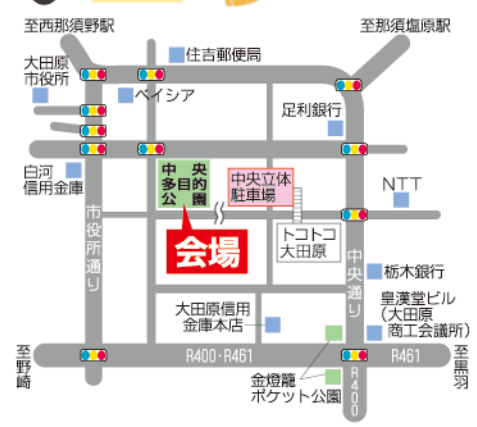 至西那須野駅
至那須塩原駅
住吉郵便局
大田原
市役所
ベイシア
足利銀行
白河
信用金庫
中央
多目的
公園
中央立体
駐車場
NTT
市役所通り
会場
トコトコ
大田原
中央通り
栃木銀行
皇漢堂ビル
(大田原
商工会議所)
大田原信用
金庫本店
至野崎
R400・R461
R461
至黒羽
金燈籠
ポケット公園
R400